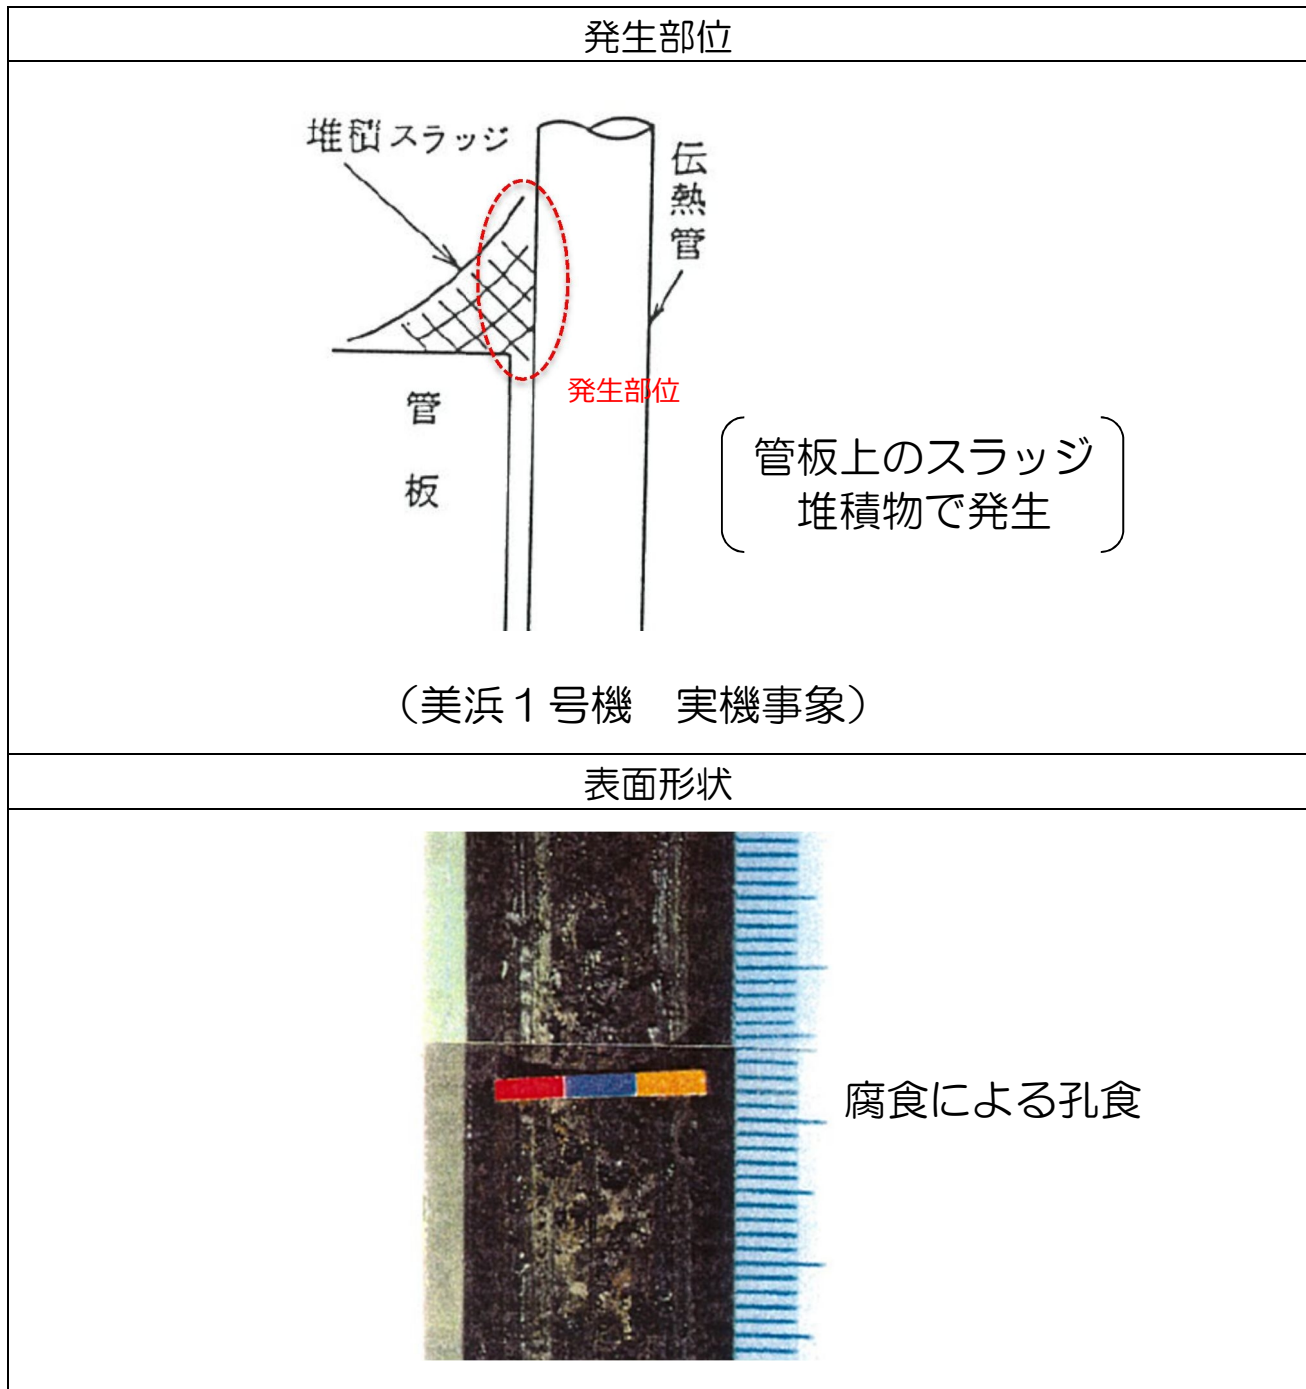 発生部位
堆積スラッジ
伝熱管
発生部位
管板
管板上のスラッジ
堆積物で発生
（美浜１号機　実機事象）
表面形状
腐食による孔食